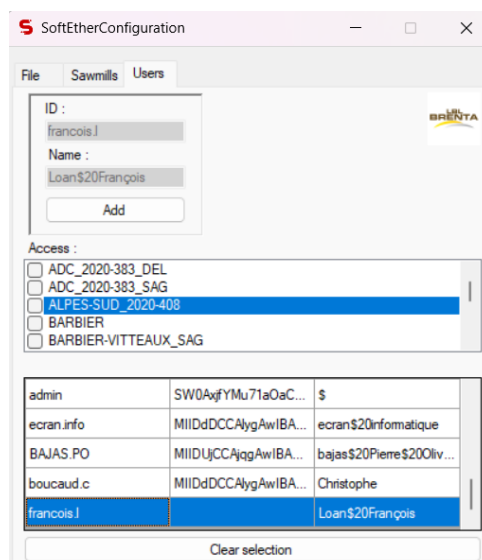 SoftEtherConfiguration
File Sawmills Users
ID :
francois.l
Name :
Loan$20François
Add
LBL
BRENTA
Access :
ADC_2020-383_DEL
ADC_2020-383_SAG
ALPES-SUD_2020-408
BARBIER
BARBIER-VITTEAUX_SAG
admin SW0AxjfYMu71aOaC... $
ecran.info MIIDdDCCAlygAwIBA... ecran$20informatique
BAJAS.PO MIIDUjCCAjqgAwIBA... bajas$20Pierre$20Oliv...
boucaud.c MIIDdDCCAlygAwIBA... Christophe
francois.l Loan$20François
Clear selection